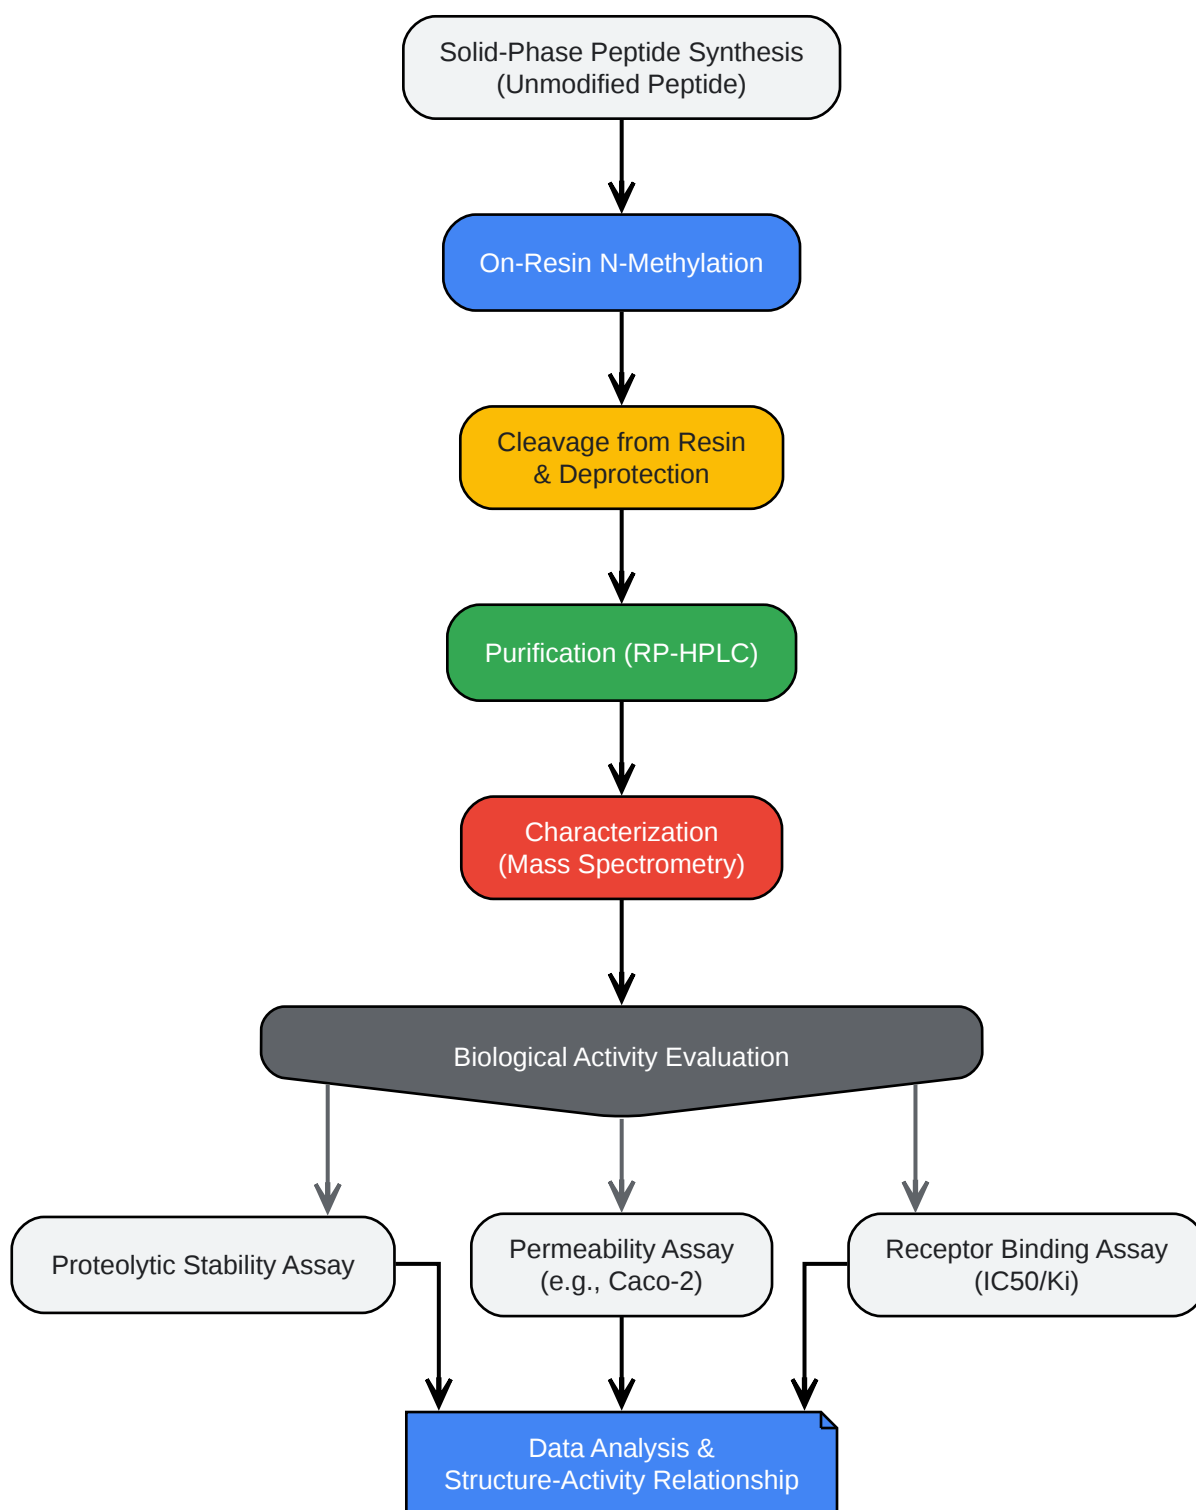 Solid-Phase Peptide Synthesis
(Unmodified Peptide)
On-Resin N-Methylation
Cleavage from Resin
& Deprotection
Purification (RP-HPLC)
Characterization
(Mass Spectrometry)
Biological Activity Evaluation
Proteolytic Stability Assay
Permeability Assay
(e.g., Caco-2)
Receptor Binding Assay
(IC50/Ki)
Data Analysis &
Structure-Activity Relationship